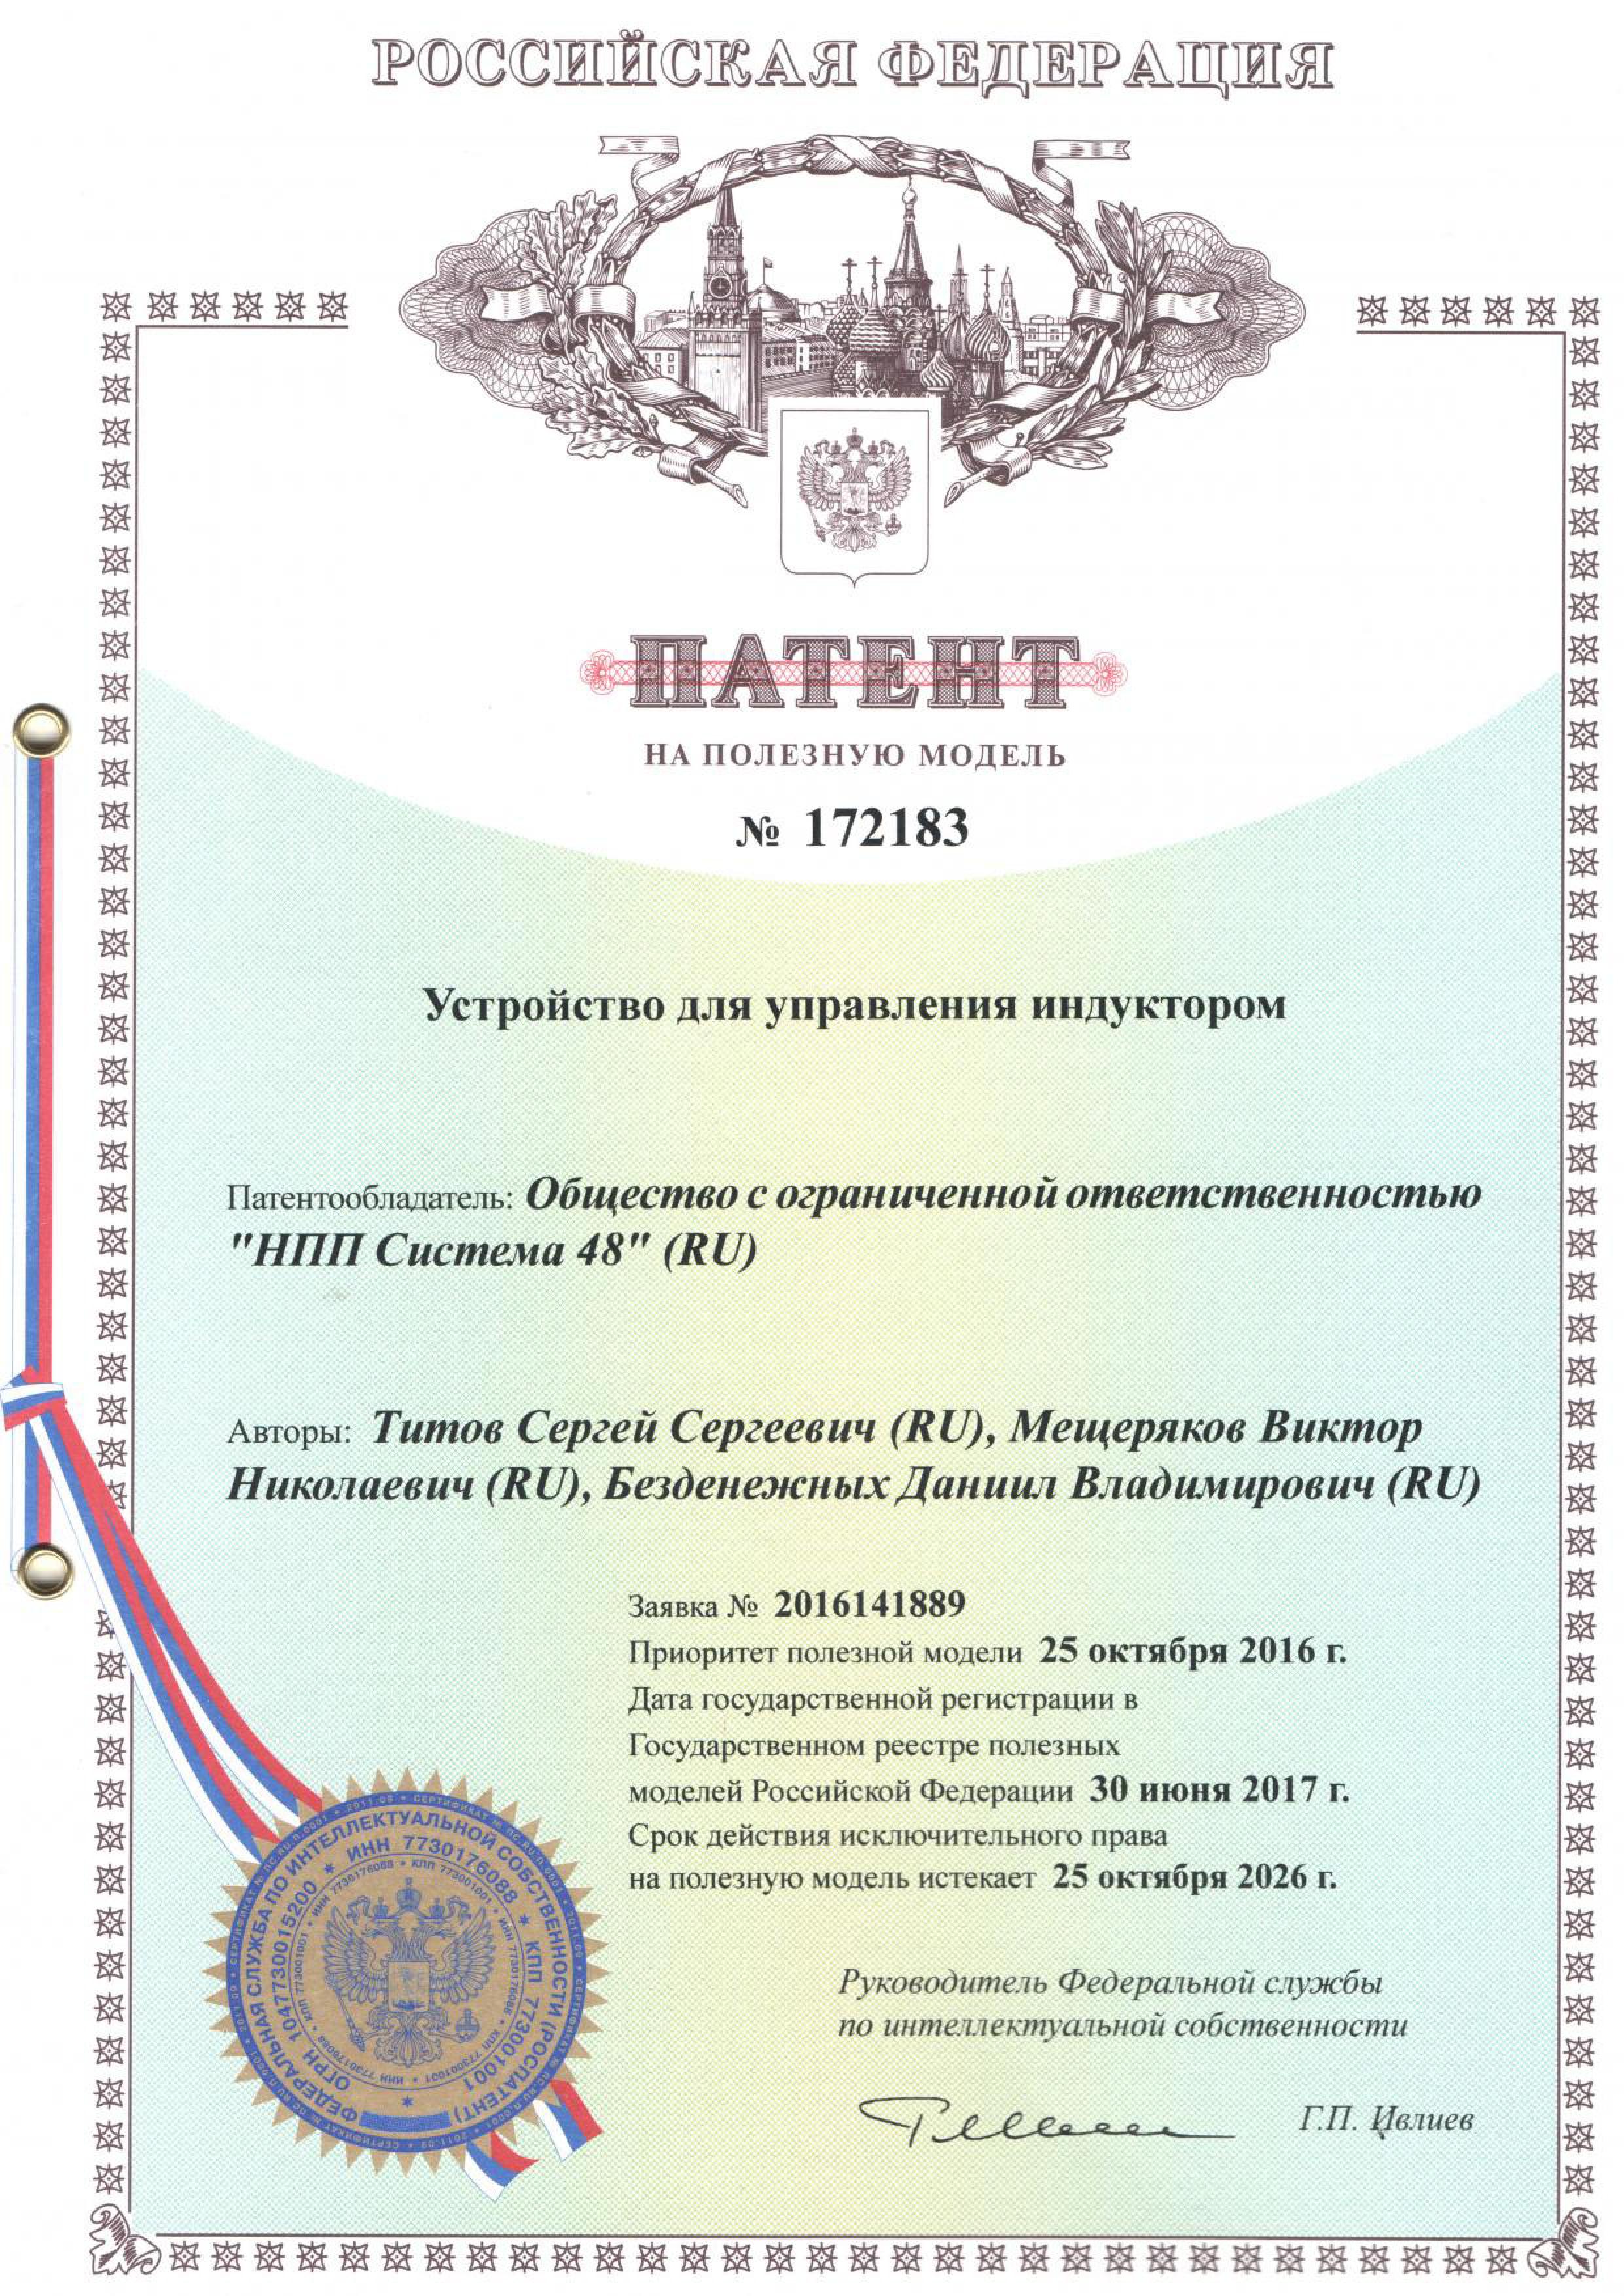 РОССИЙСКАЯ ФЕДЕРАЦИЯ
ПАТЕНТ
НА ПОЛЕЗНУЮ МОДЕЛЬ
№ 172183
Устройство для управления индуктором
Патентообладатель: Общество с ограниченной ответственностью
"НПП Система 48" (RU)
Авторы: Титов Сергей Сергеевич (RU), Мещеряков Виктор
Николаевич (RU), Безденежных Даниил Владимирович (RU)
Заявка № 2016141889
Приоритет полезной модели 25 октября 2016 г.
Дата государственной регистрации в
Государственном реестре полезных
моделей Российской Федерации 30 июня 2017 г.
Срок действия исключительного права
на полезную модель истекает 25 октября 2026 г.
Руководитель Федеральной службы
по интеллектуальной собственности
Г.П. Ивлиев
ФЕДЕРАЛЬНАЯ СЛУЖБА ПО ИНТЕЛЛЕКТУАЛЬНОЙ СОБСТВЕННОСТИ (РОСПАТЕНТ)
ОГРН 1047730015200 * ИНН 7730176088 * КПП 773001001